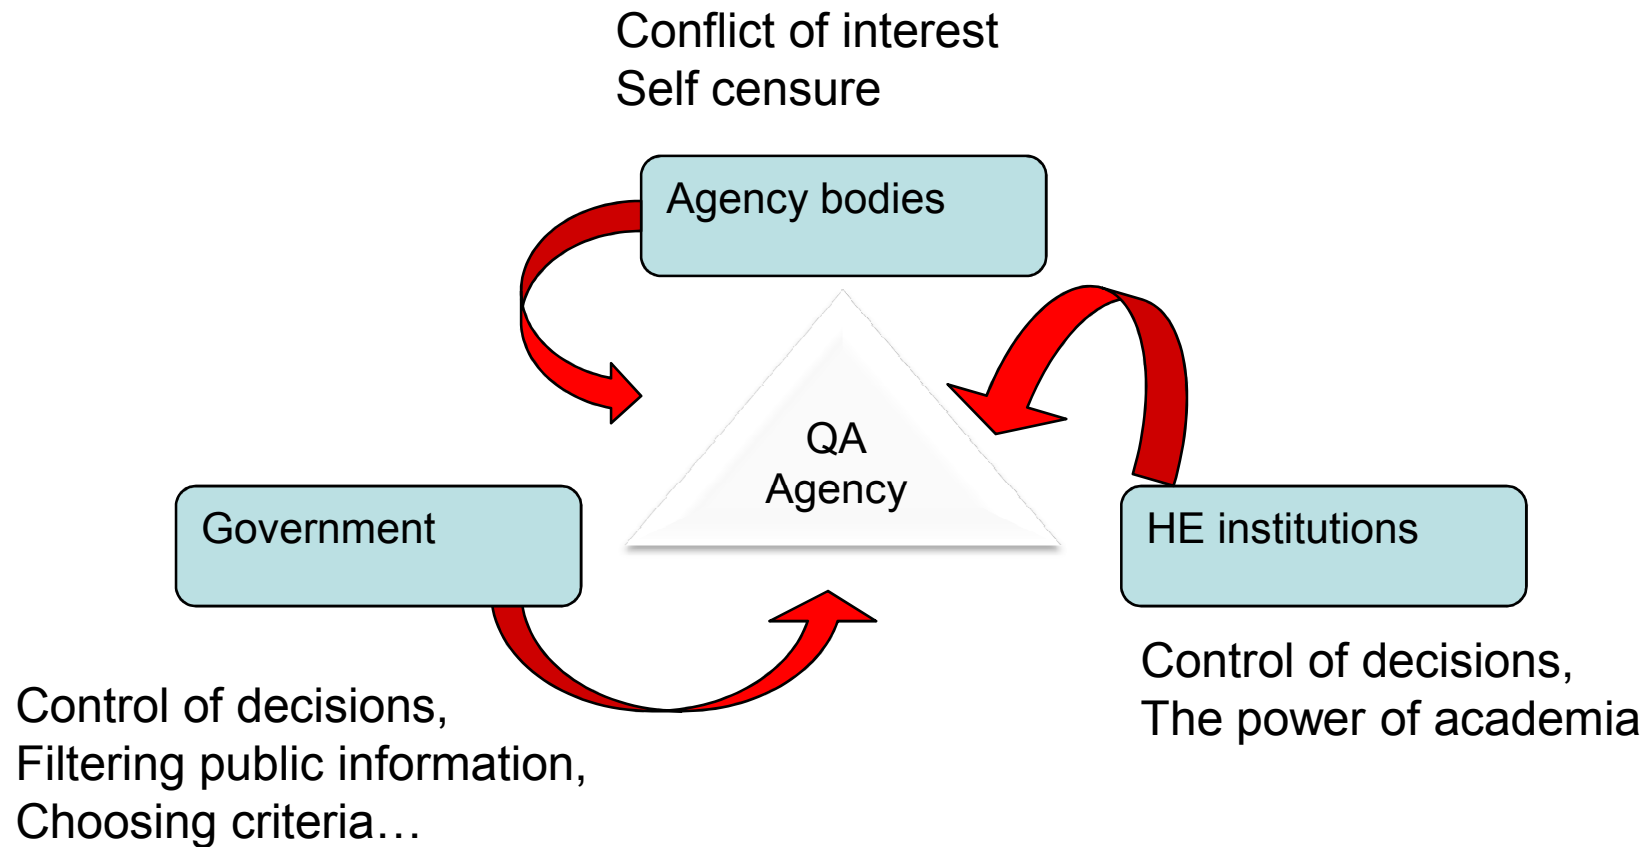 Conflict of interest
Self censure
Agency bodies
QA
Agency
Government
HE institutions
Control of decisions,
Filtering public information,
Choosing criteria…
Control of decisions,
The power of academia